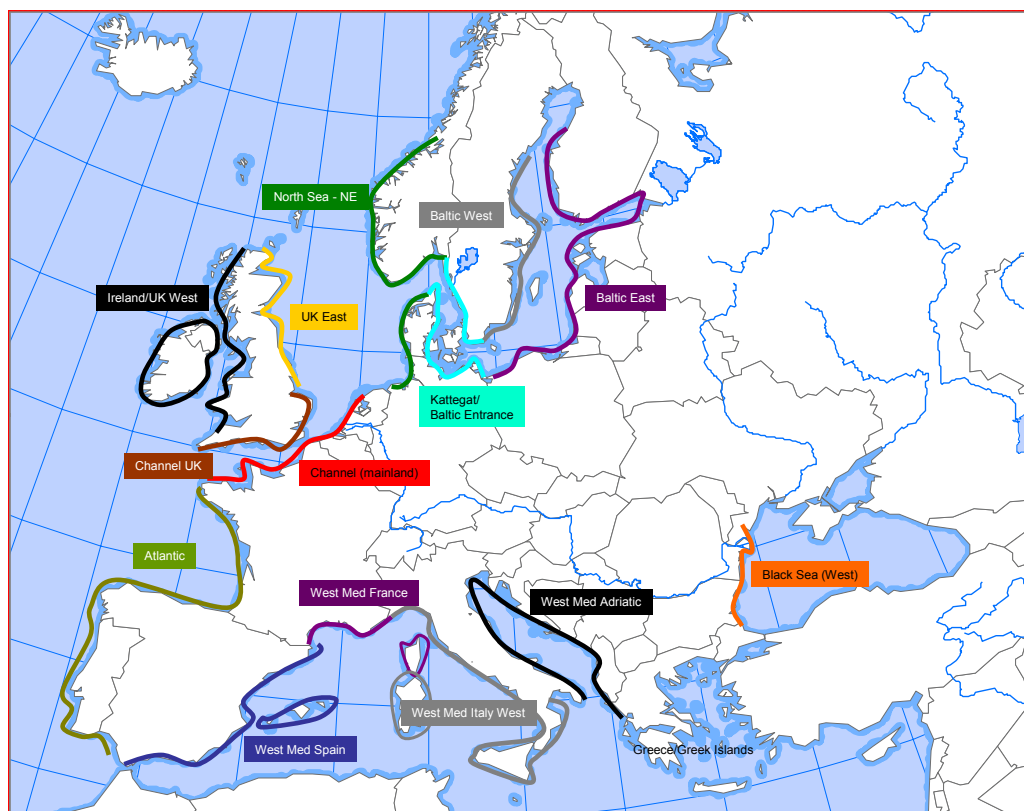 North Sea - NE
Baltic West
Ireland/UK West
UK East
Baltic East
Kattegat/
Baltic Entrance
Channel UK
Channel (mainland)
Atlantic
Black Sea (West)
West Med France
West Med Adriatic
West Med Italy West
West Med Spain
Greece/Greek Islands